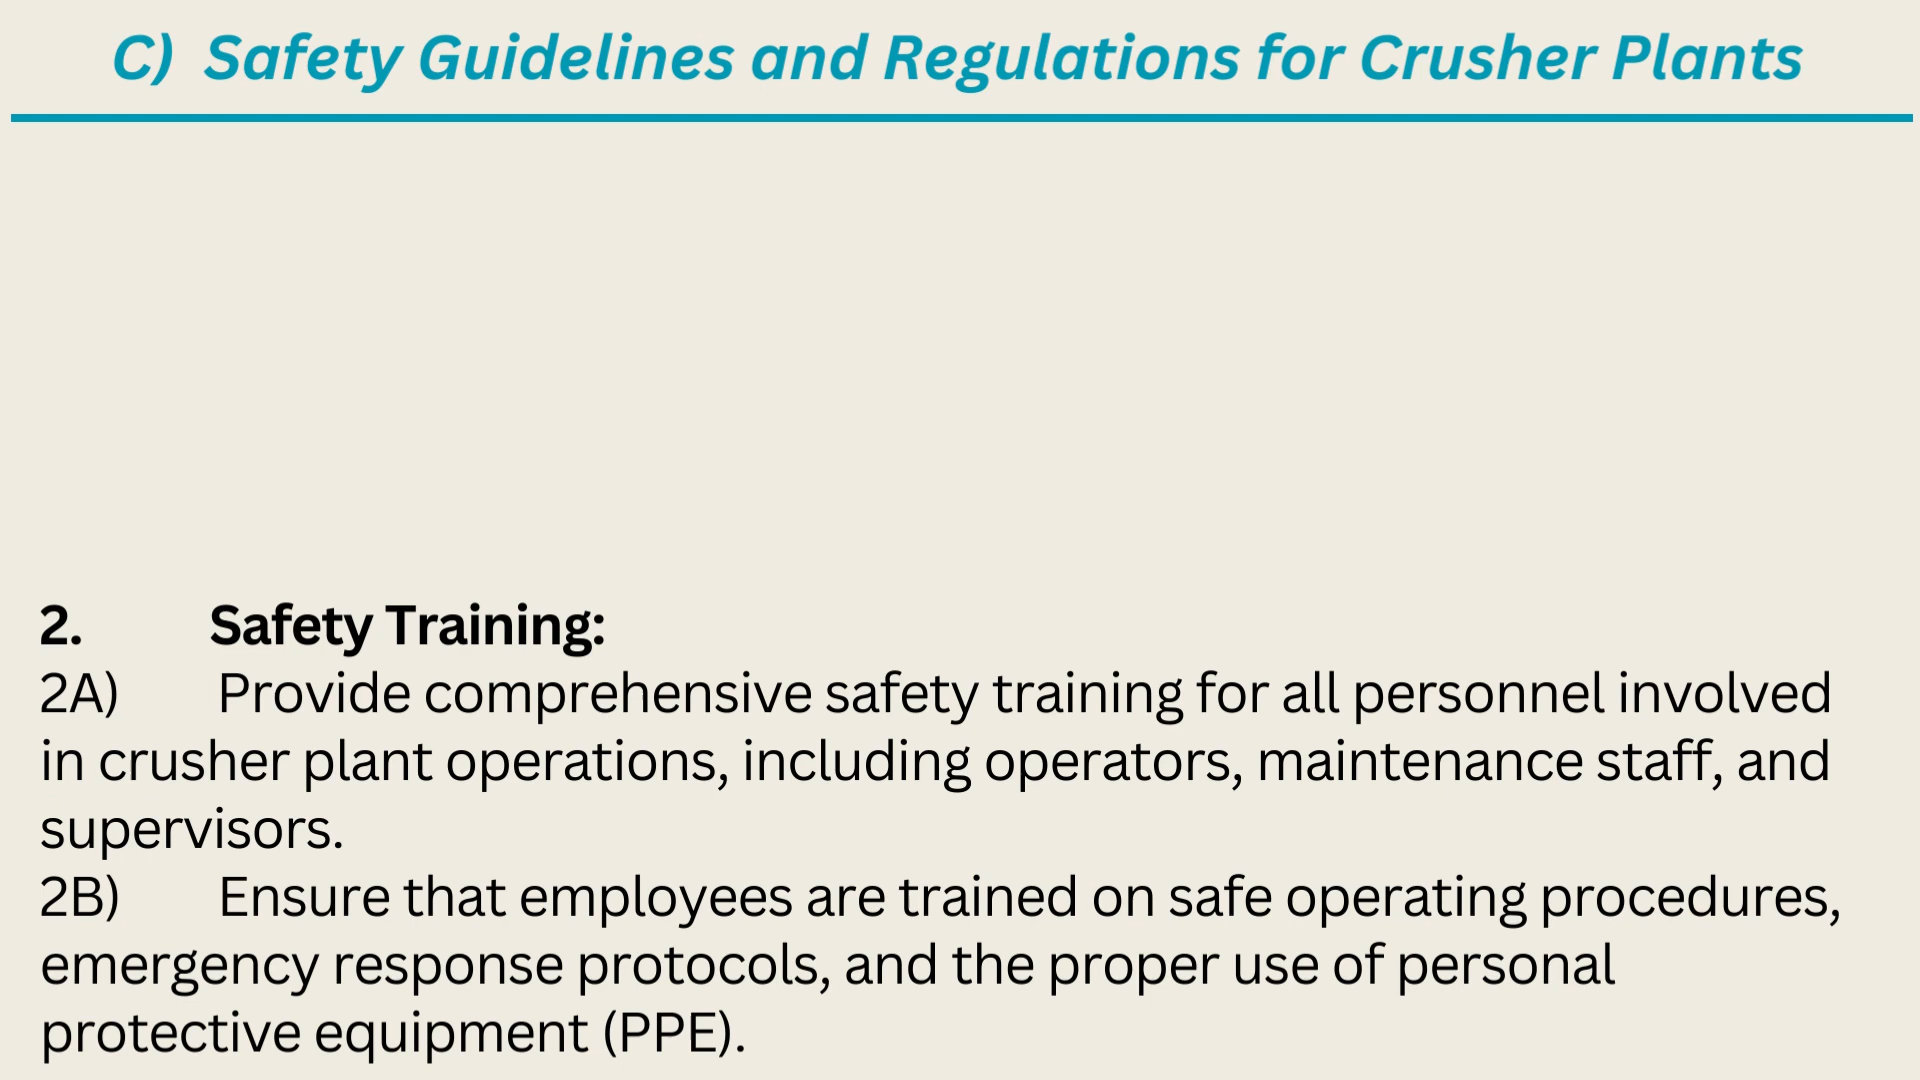 C) Safety Guidelines and Regulations for Crusher Plants
2. Safety Training:
2A) Provide comprehensive safety training for all personnel involved
in crusher plant operations, including operators, maintenance staff, and
supervisors.
2B) Ensure that employees are trained on safe operating procedures,
emergency response protocols, and the proper use of personal
protective equipment (PPE).